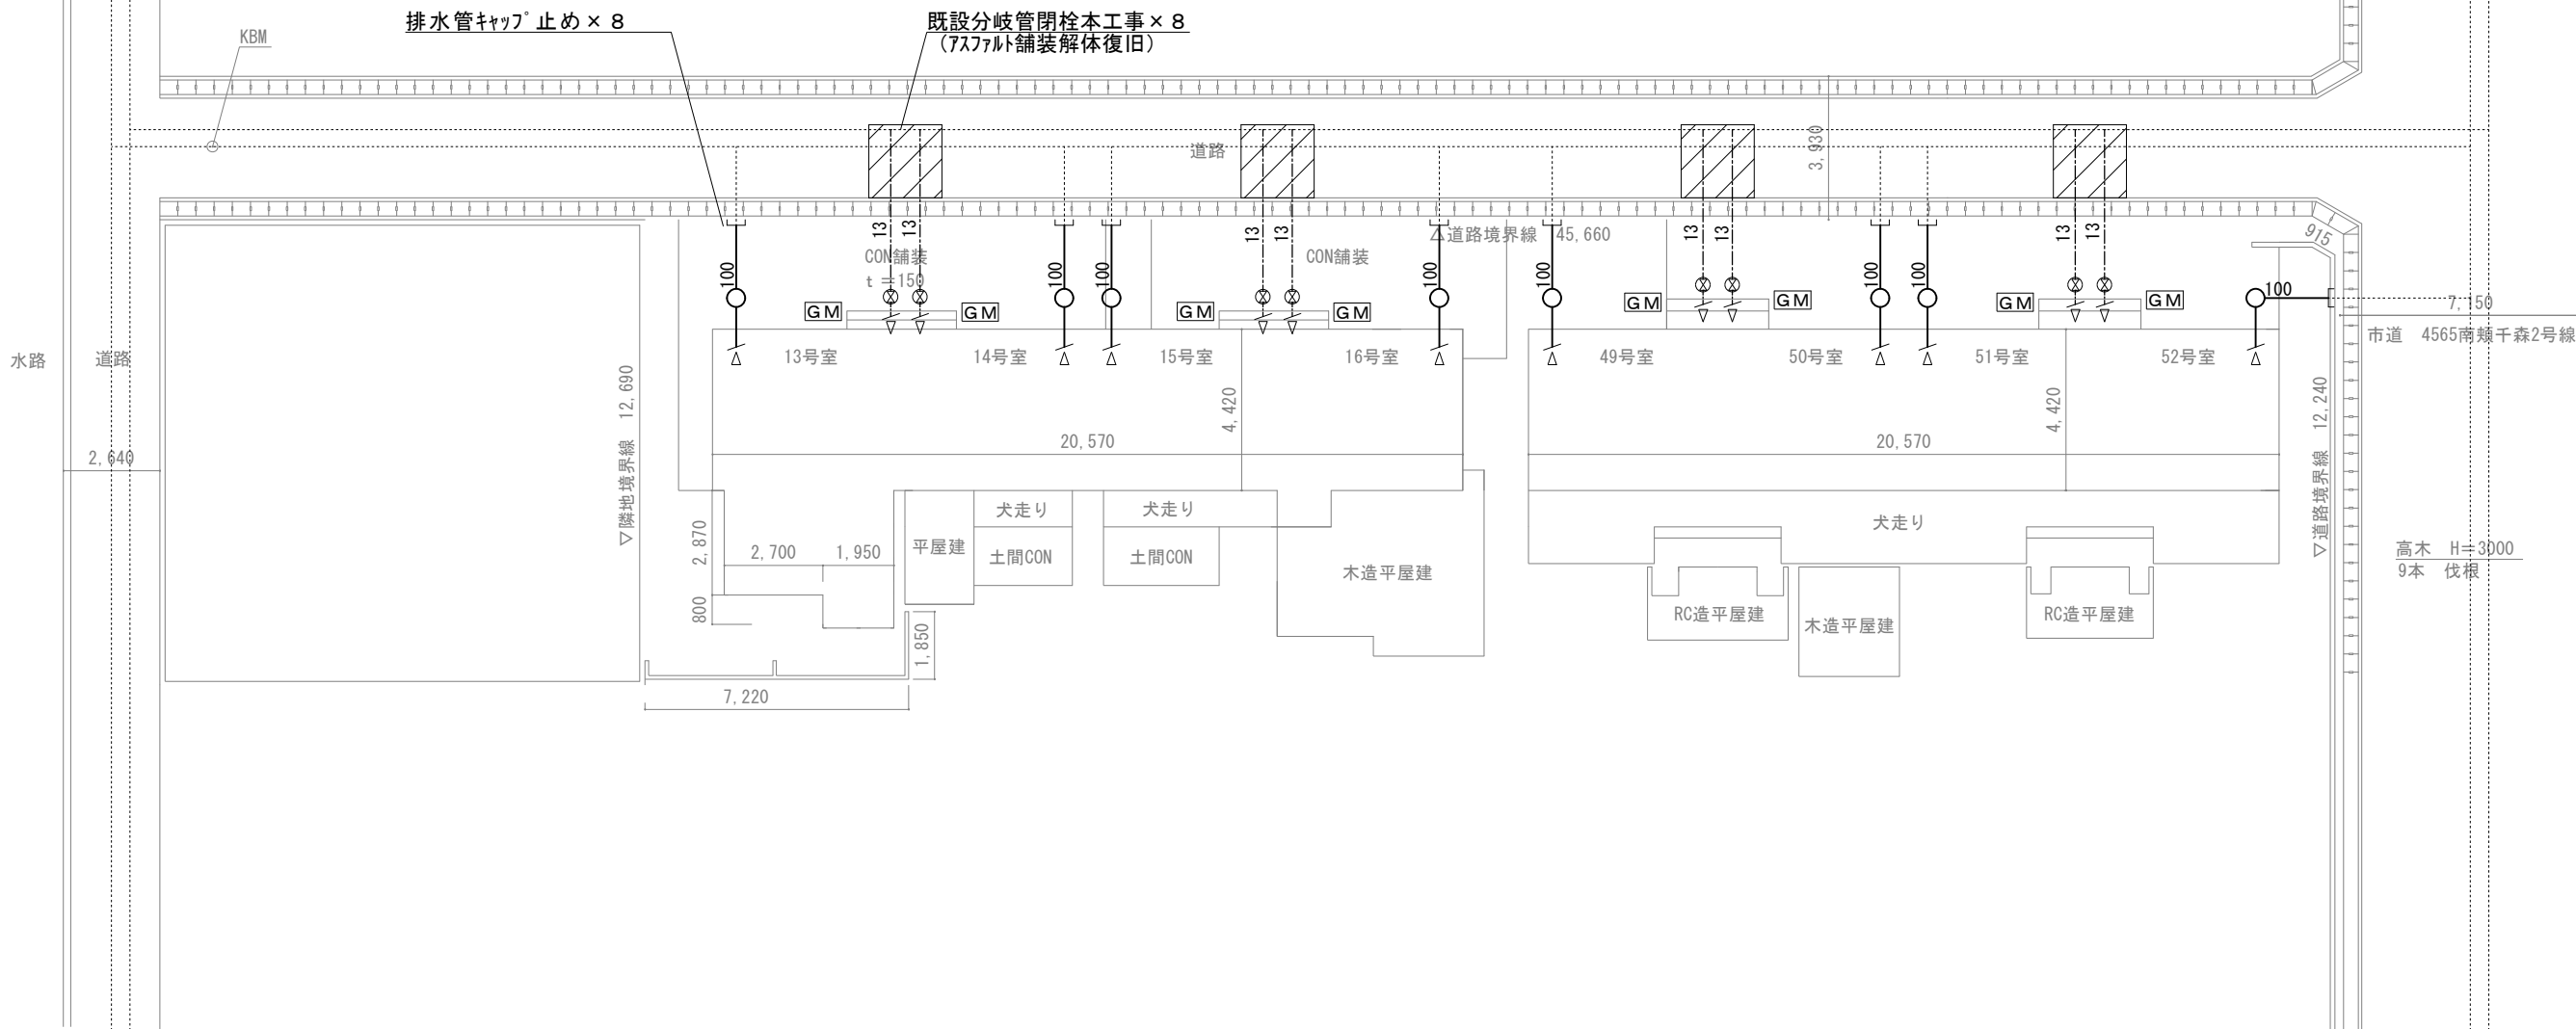 排水管ｷｬｯﾌﾟ止め×８
既設分岐管閉栓本工事×８
（ｱｽﾌｧﾙﾄ舗装解体復旧）
KBM
道路
3,930
13
13
13
13
13
13
13
13
△道路境界線　45,660
915
CON舗装
ｔ＝150
CON舗装
100
100
100
100
100
100
100
100
ＧＭ
ＧＭ
ＧＭ
ＧＭ
ＧＭ
ＧＭ
ＧＭ
ＧＭ
7,150
市道　4565南類千森2号線
水路
道路
13号室
14号室
15号室
16号室
49号室
50号室
51号室
52号室
▽隣地境界線　12,690
4,420
4,420
▽道路境界線　12,240
2,640
20,570
20,570
犬走り
犬走り
犬走り
2,870
2,700
1,950
平屋建
土間CON
土間CON
木造平屋建
高木　H＝3000
9本　伐根
800
RC造平屋建
木造平屋建
RC造平屋建
1,850
7,220